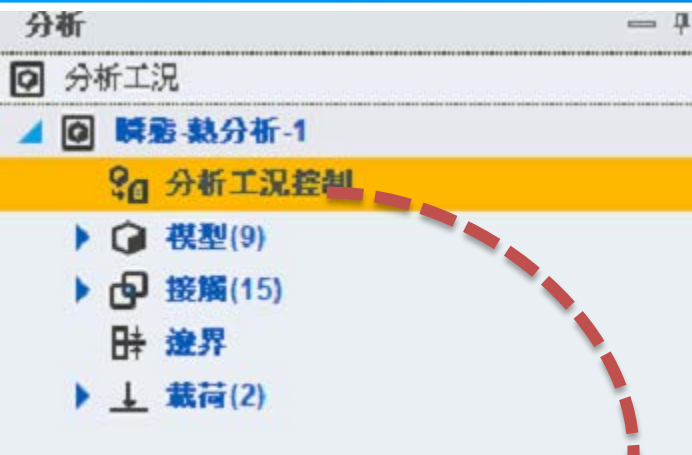 分析
分析工況
瞬態-熱分析-1
分析工況控制
模型(9)
接觸(15)
邊界
載荷(2)